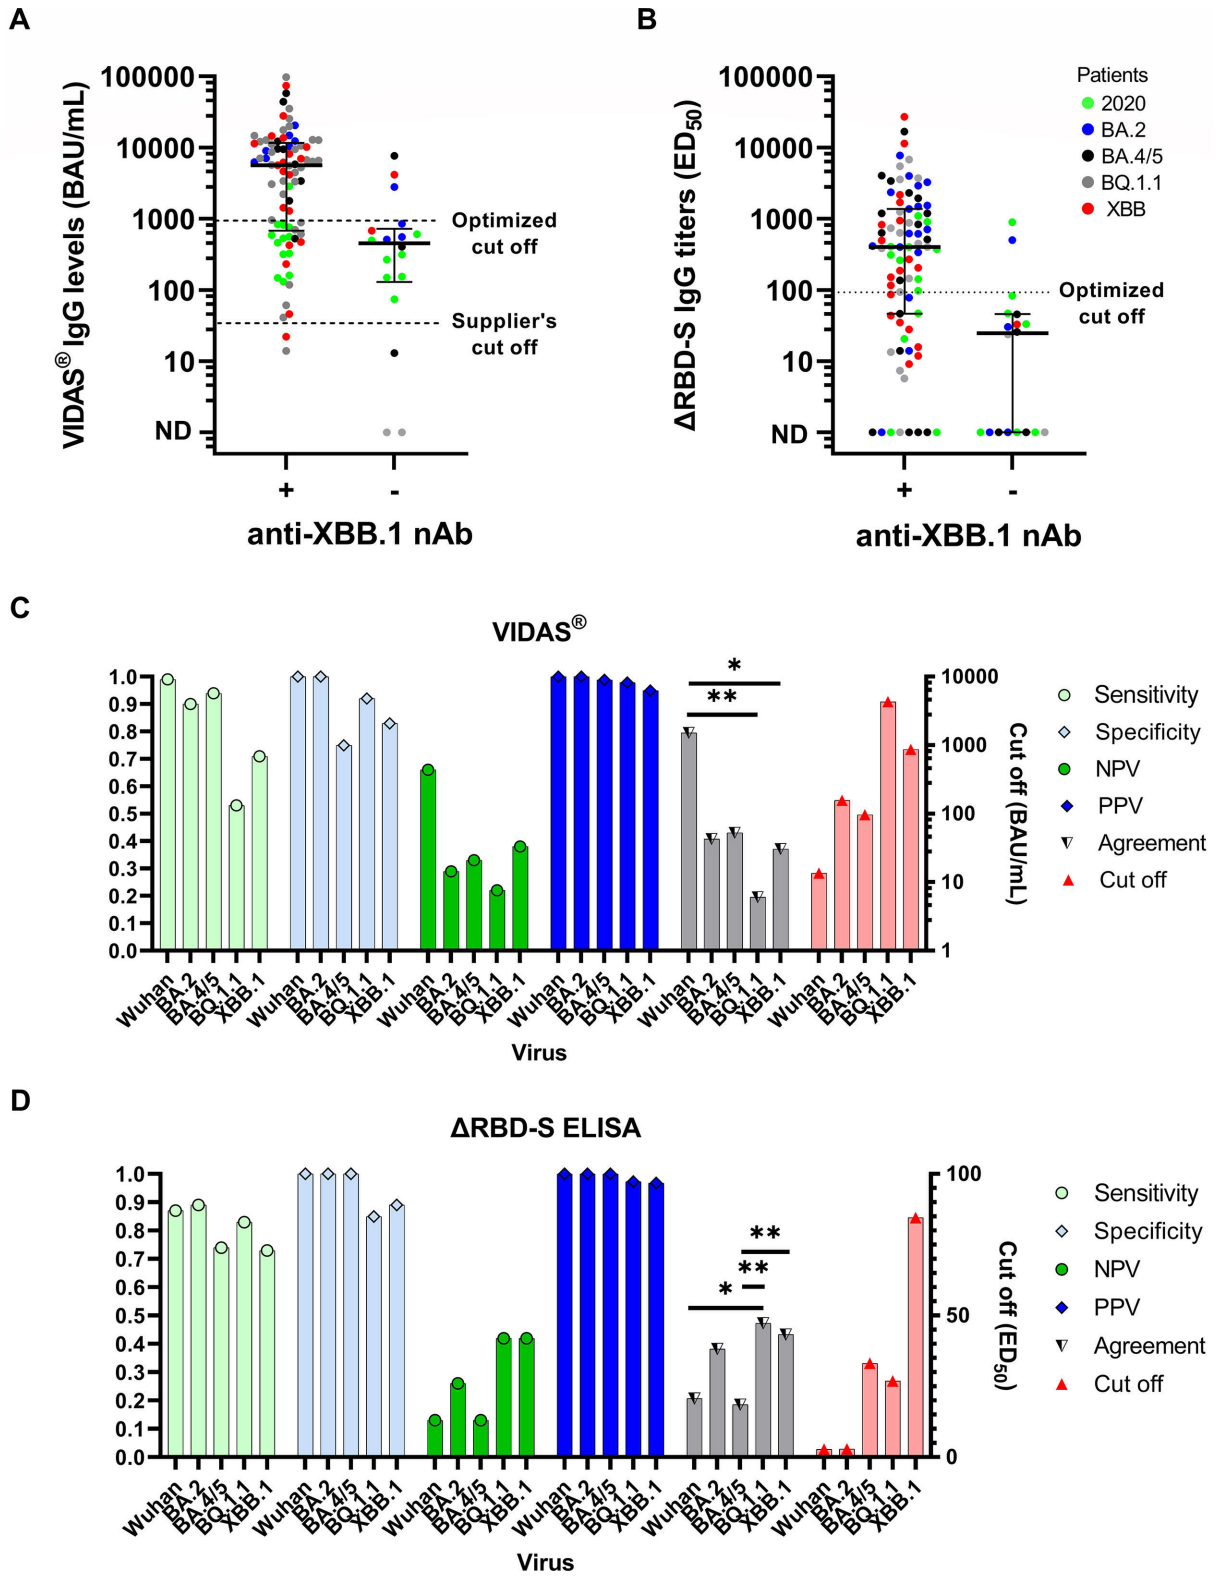 A
VIDAS® IgG levels (BAU/mL)
100000
10000
1000
100
10
ND
Optimized
cut off
Supplier's
cut off
+
-
anti-XBB.1 nAb
B
ΔRBD-S IgG titers (ED50)
100000
10000
1000
100
10
ND
Patients
2020
BA.2
BA.4/5
BQ.1.1
XBB
Optimized
cut off
+
-
anti-XBB.1 nAb
C
VIDAS®
1.0
0.9
0.8
0.7
0.6
0.5
0.4
0.3
0.2
0.1
0.0
*
**
10000
1000
100
10
1
Cut off (BAU/mL)
Sensitivity
Specificity
NPV
PPV
Agreement
Cut off
Wuhan
BA.2
BA.4/5
BQ.1.1
XBB.1
Wuhan
BA.2
BA.4/5
BQ.1.1
XBB.1
Wuhan
BA.2
BA.4/5
BQ.1.1
XBB.1
Wuhan
BA.2
BA.4/5
BQ.1.1
XBB.1
Wuhan
BA.2
BA.4/5
BQ.1.1
XBB.1
Wuhan
BA.2
BA.4/5
BQ.1.1
XBB.1
Virus
D
ΔRBD-S ELISA
1.0
0.9
0.8
0.7
0.6
0.5
0.4
0.3
0.2
0.1
0.0
**
**
*
100
50
0
Cut off (ED50)
Sensitivity
Specificity
NPV
PPV
Agreement
Cut off
Wuhan
BA.2
BA.4/5
BQ.1.1
XBB.1
Wuhan
BA.2
BA.4/5
BQ.1.1
XBB.1
Wuhan
BA.2
BA.4/5
BQ.1.1
XBB.1
Wuhan
BA.2
BA.4/5
BQ.1.1
XBB.1
Wuhan
BA.2
BA.4/5
BQ.1.1
XBB.1
Wuhan
BA.2
BA.4/5
BQ.1.1
XBB.1
Virus